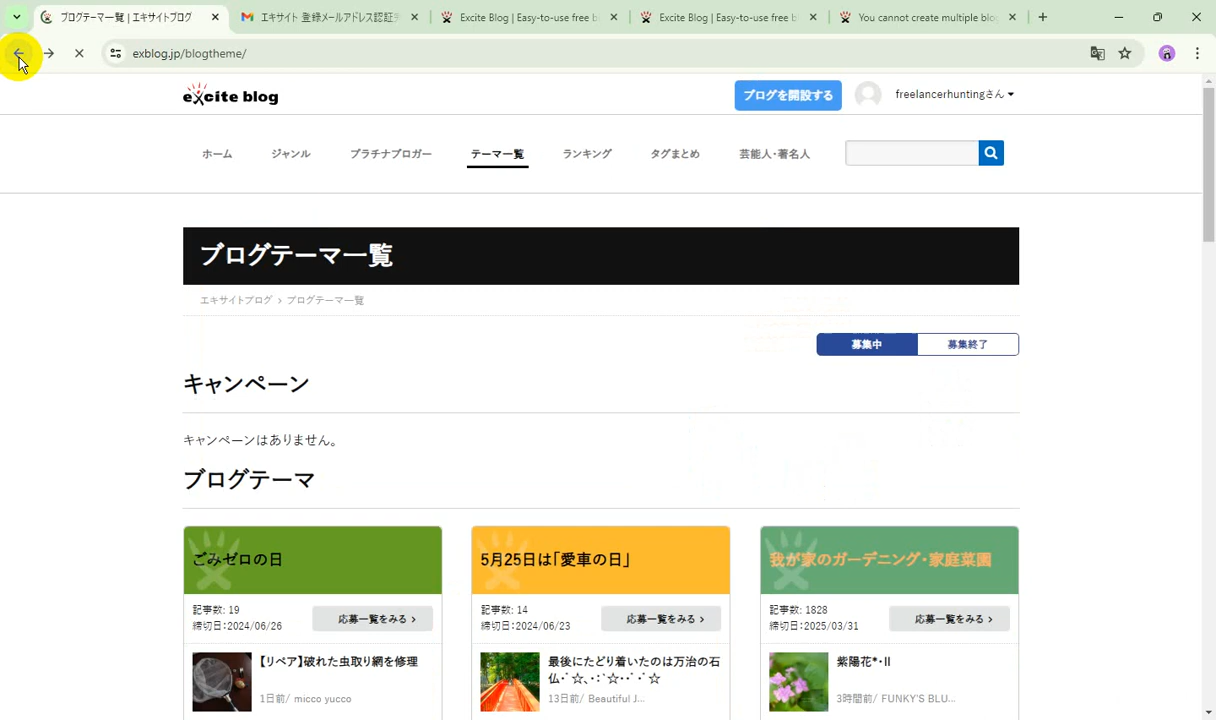 ブログテーマ一覧 | エキサイトブログ
エキサイト 登録メールアドレス認証
Excite Blog | Easy-to-use free b
Excite Blog | Easy-to-use free b
You cannot create multiple blo
exblog.jp/blogtheme/
excite blog
ブログを開設する
freelancerhuntingさん
ホーム
ジャンル
プラチナブロガー
テーマ一覧
ランキング
タグまとめ
芸能人・著名人
ブログテーマ一覧
エキサイトブログ › ブログテーマ一覧
募集中
募集終了
キャンペーン
キャンペーンはありません。
ブログテーマ
ごみゼロの日
5月25日は「愛車の日」
我が家のガーデニング・家庭菜園
記事数: 19
締切日:2024/06/26
応募一覧をみる ›
記事数: 14
締切日:2024/06/23
応募一覧をみる ›
記事数: 1828
締切日:2025/03/31
応募一覧をみる ›
【リペア】破れた虫取り網を修理
1日前/ micco yucco
最後にたどり着いたのは万治の石
仏・゜☆、・：`☆・・゜・☆
13日前/ Beautiful J...
紫陽花*・II
3時間前/ FUNKY'S BLU...